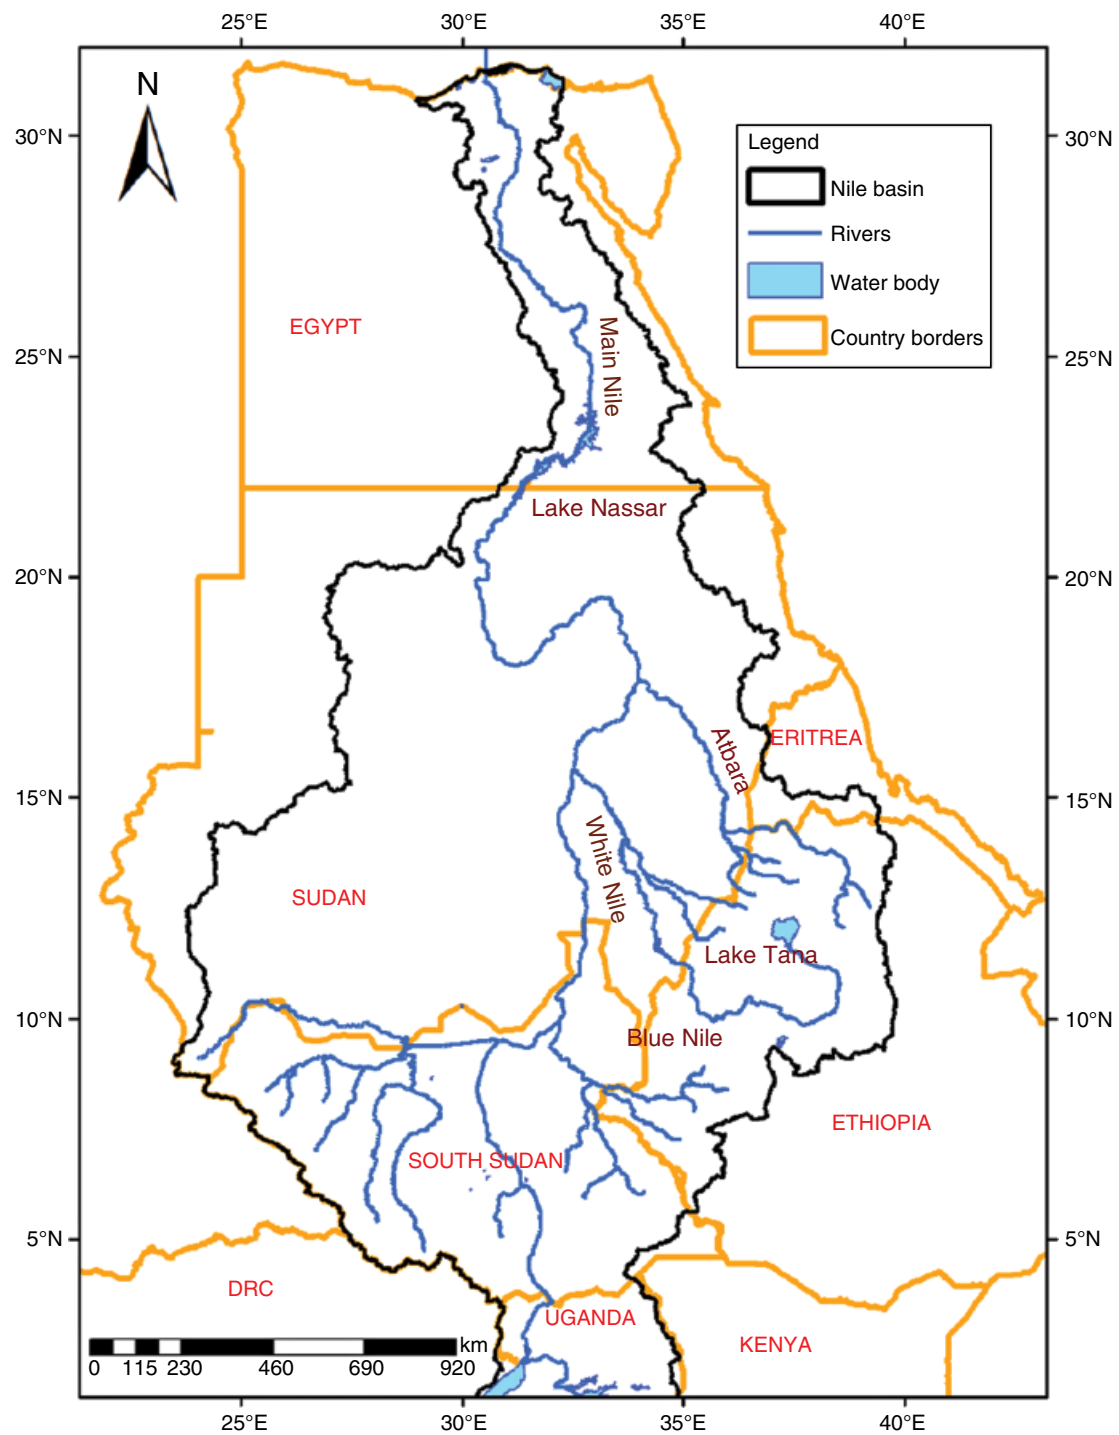 25°E 30°E 35°E 40°E
N
30°N 30°N
Legend
Nile basin
Rivers
Water body
Country borders
EGYPT
Main Nile
25°N 25°N
Lake Nassar
20°N 20°N
Atbara
ERITREA
15°N 15°N
White Nile
SUDAN
Lake Tana
10°N 10°N
Blue Nile
ETHIOPIA
SOUTH SUDAN
5°N 5°N
DRC
UGANDA
KENYA
km
0 115 230 460 690 920
25°E 30°E 35°E 40°E